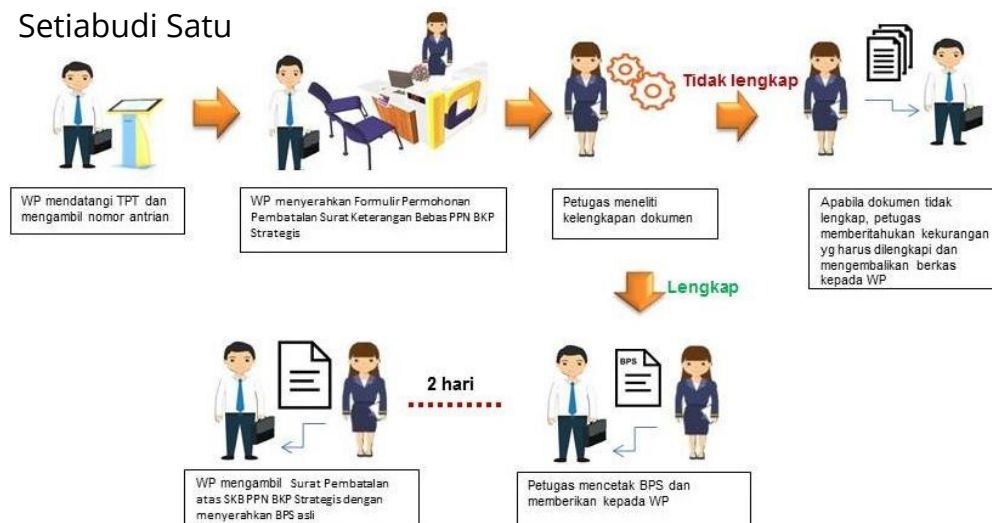 Setiabudi Satu
Tidak lengkap
WP mendatangi TPT dan
mengambil nomor antrian
WP menyerahkan Formulir Permohonan
Pembatalan Surat Keterangan Bebas PPN BKP
Strategis
Petugas meneliti
kelengkapan dokumen
Apabila dokumen tidak
lengkap, petugas
memberitahukan kekurangan
yg harus dilengkapi dan
mengembalikan berkas
kepada WP
Lengkap
BPS
2 hari
WP mengambil Surat Pembatalan
atas SKB PPN BKP Strategis dengan
menyerahkan BPS asli
Petugas mencetak BPS dan
memberikan kepada WP